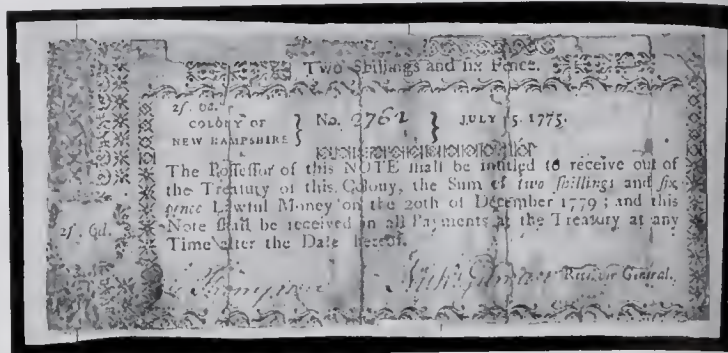 Two Shillings and six Pence.
2ſ. 6d.
COLONY OF
NEW HAMPSHIRE } No. 2762 } JULY 5. 1775.
The Poſſeſſor of this NOTE ſhall be intitled to receive out of
the Treaſury of this Colony, the Sum of two ſhillings and ſix
pence Lawful Money on the 20th of December 1779 ; and this
Note ſhall be received in all Payments at the Treaſury at any
Time after the Date hereof.
2ſ. 6d.
Thompson Receiver General.